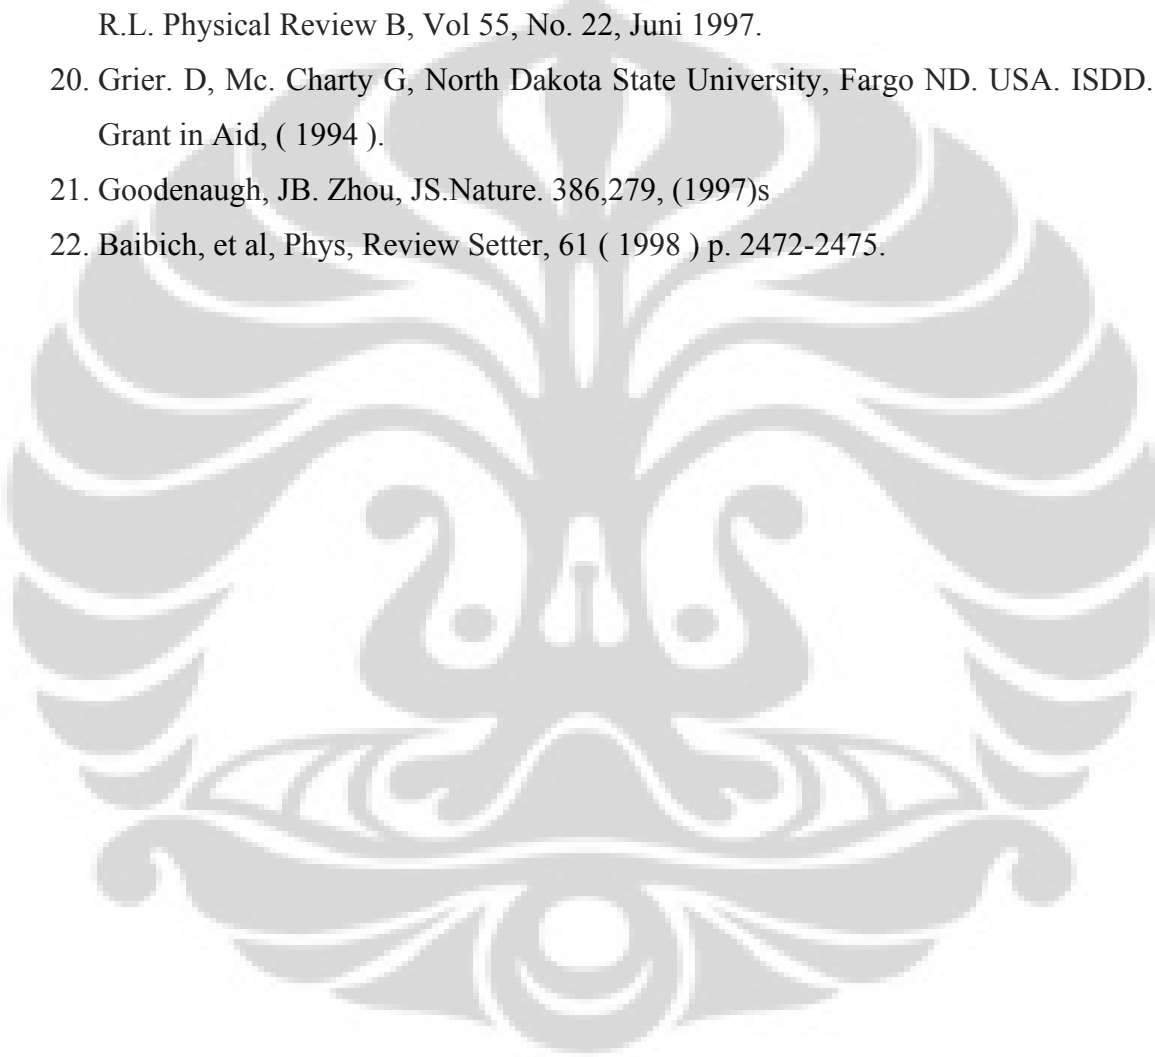 R.L. Physical Review B, Vol 55, No. 22, Juni 1997.
20. Grier. D, Mc. Charty G, North Dakota State University, Fargo ND. USA. ISDD.
Grant in Aid, ( 1994 ).
21. Goodenaugh, JB. Zhou, JS.Nature. 386,279, (1997)s
22. Baibich, et al, Phys, Review Setter, 61 ( 1998 ) p. 2472-2475.